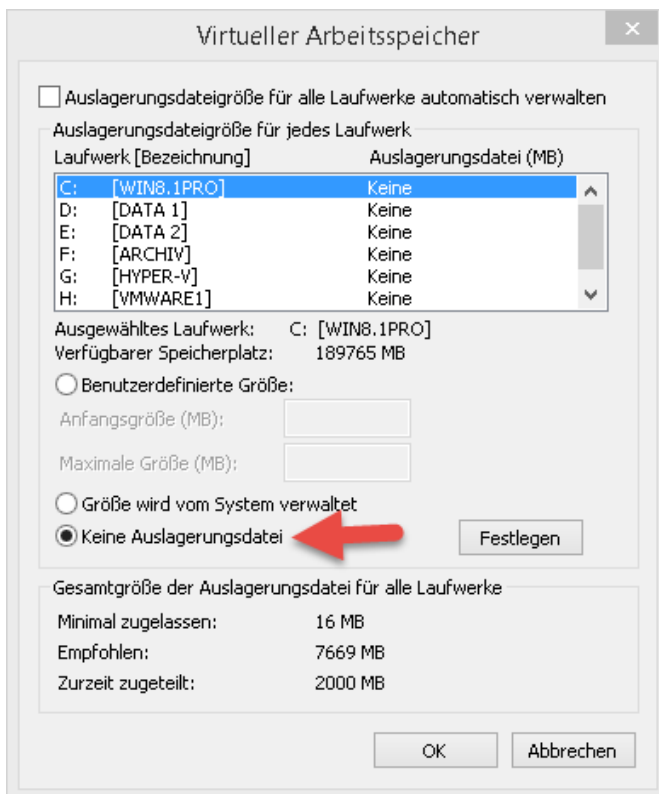 Virtueller Arbeitsspeicher
Auslagerungsdateigröße für alle Laufwerke automatisch verwalten
Auslagerungsdateigröße für jedes Laufwerk
Laufwerk [Bezeichnung] Auslagerungsdatei (MB)
C: [WIN8.1PRO] Keine
D: [DATA 1] Keine
E: [DATA 2] Keine
F: [ARCHIV] Keine
G: [HYPER-V] Keine
H: [VMWARE1] Keine
Ausgewähltes Laufwerk: C: [WIN8.1PRO]
Verfügbarer Speicherplatz: 189765 MB
Benutzerdefinierte Größe:
Anfangsgröße (MB):
Maximale Größe (MB):
Größe wird vom System verwaltet
Keine Auslagerungsdatei Festlegen
Gesamtgröße der Auslagerungsdatei für alle Laufwerke
Minimal zugelassen: 16 MB
Empfohlen: 7669 MB
Zurzeit zugeteilt: 2000 MB
OK Abbrechen